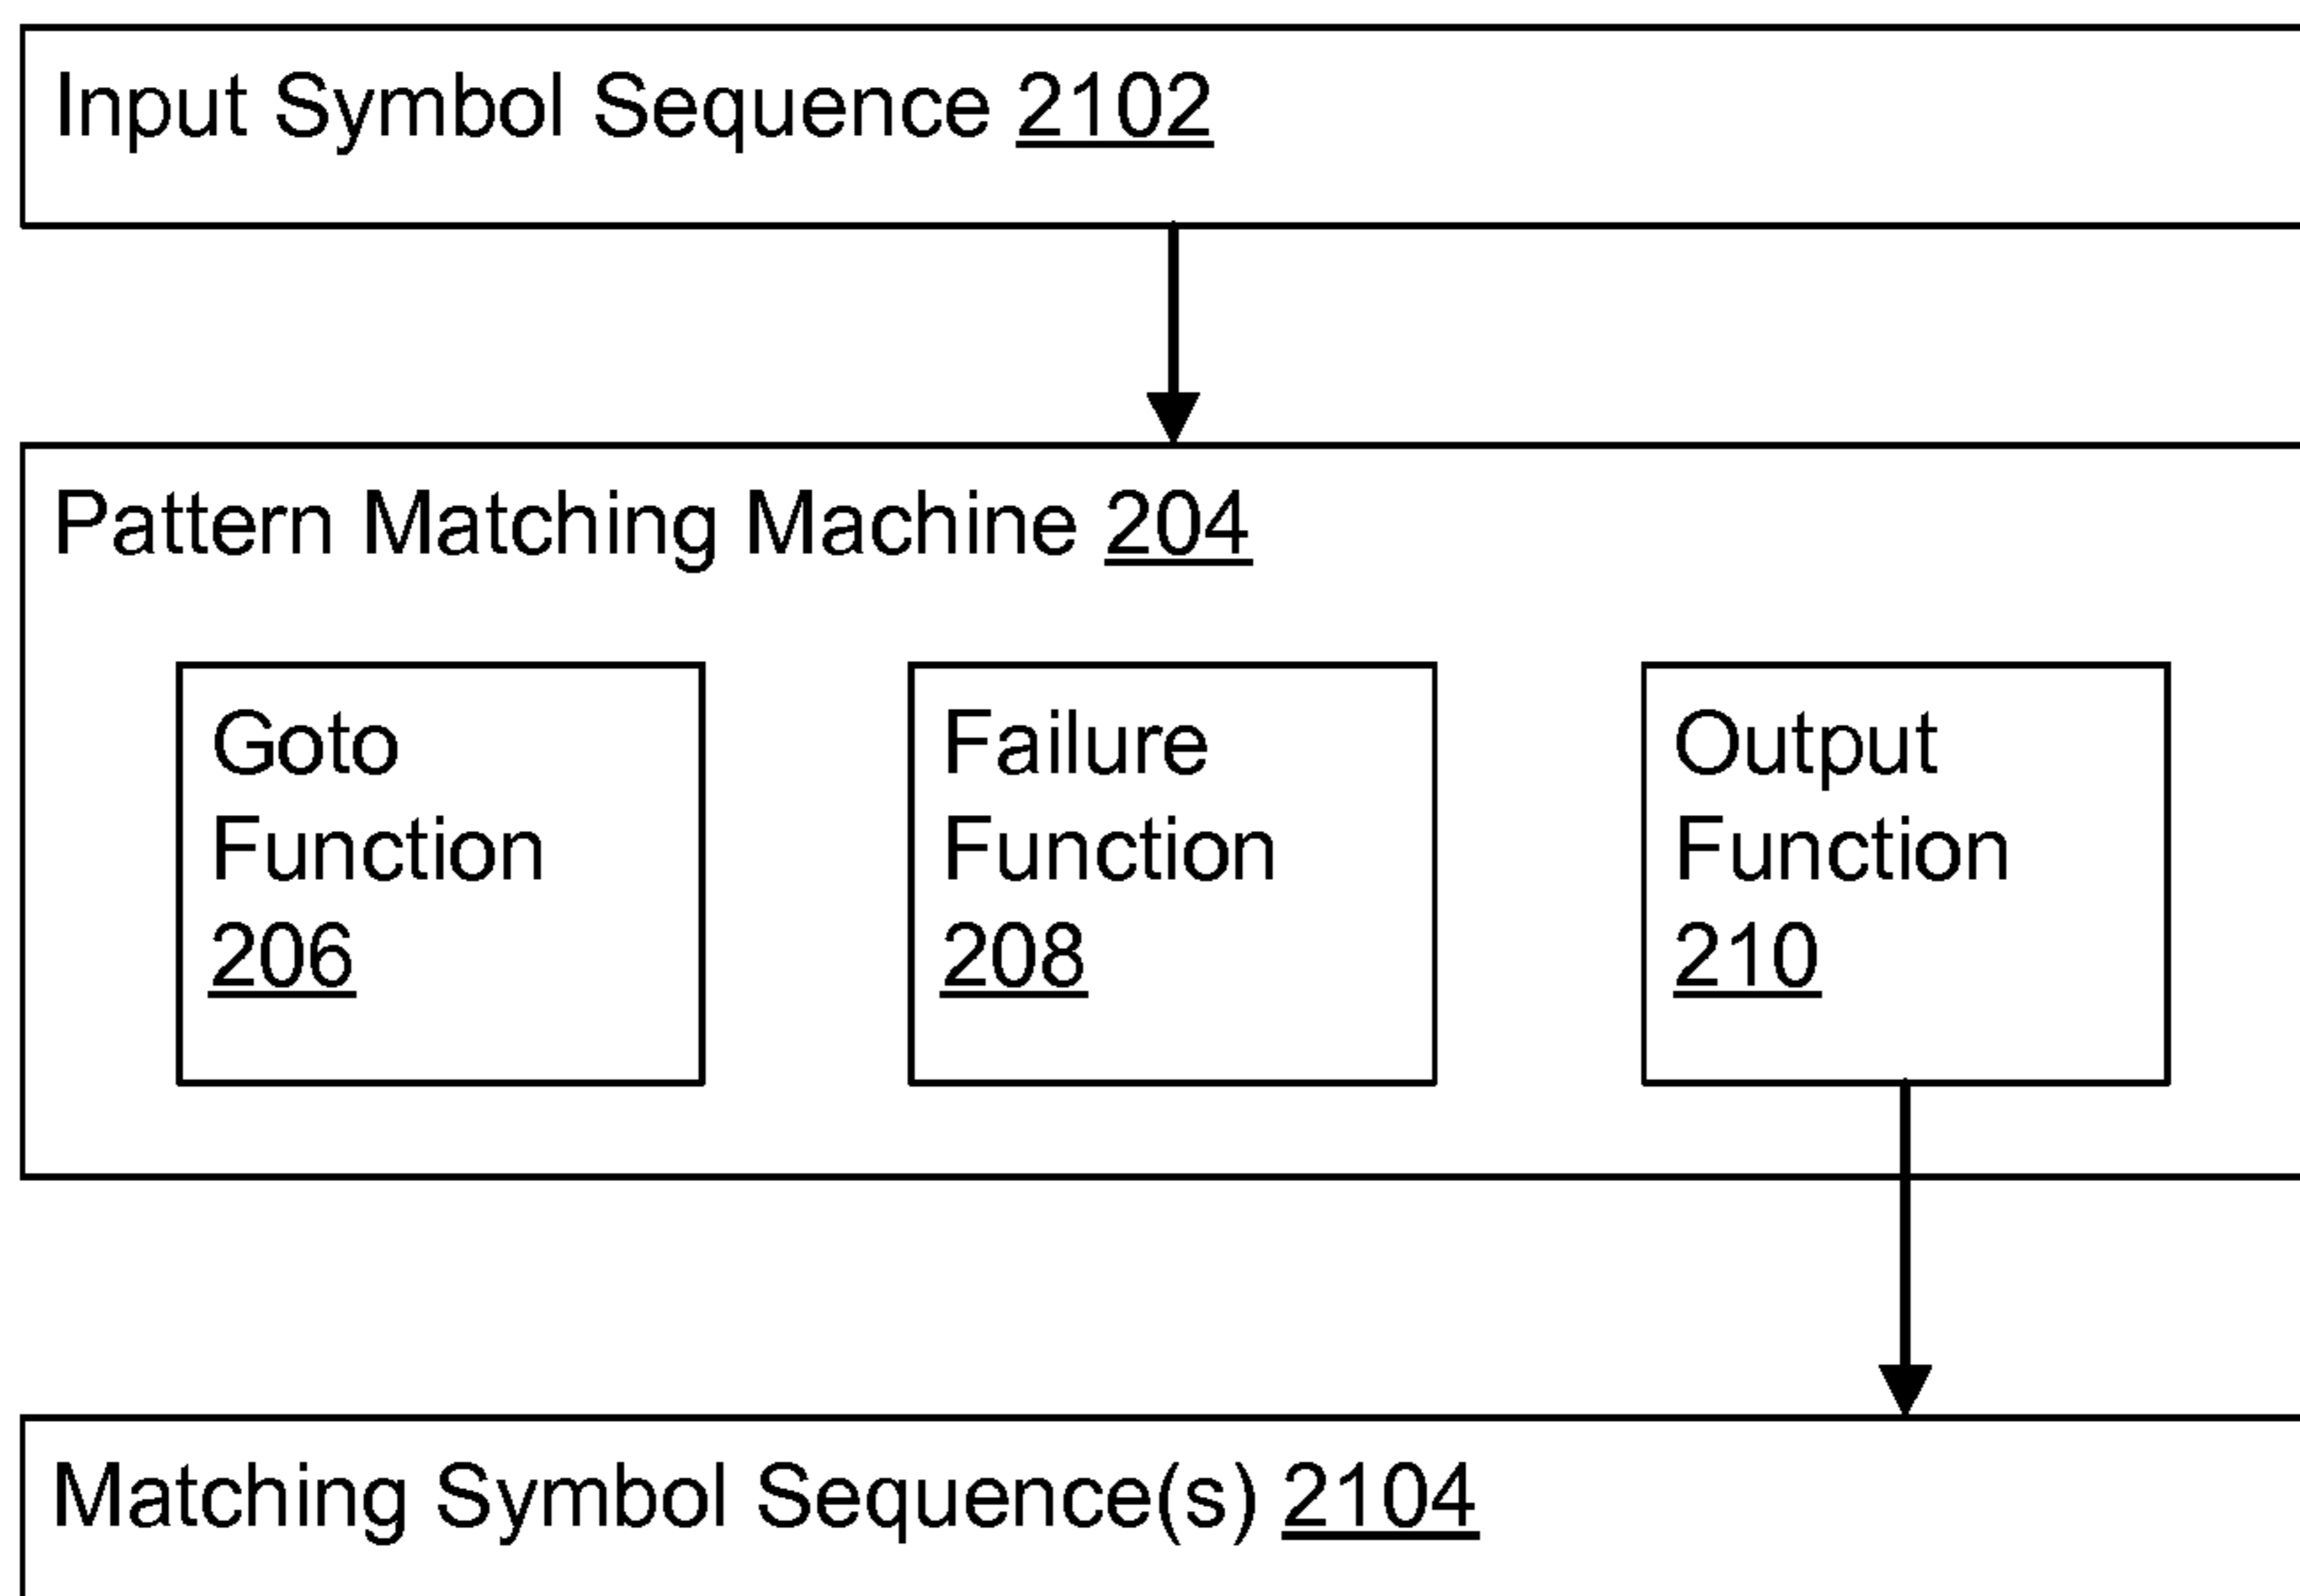 Input Symbol Sequence 2102
Pattern Matching Machine 204
Goto
Function
206
Failure
Function
208
Output
Function
210
Matching Symbol Sequence(s) 2104